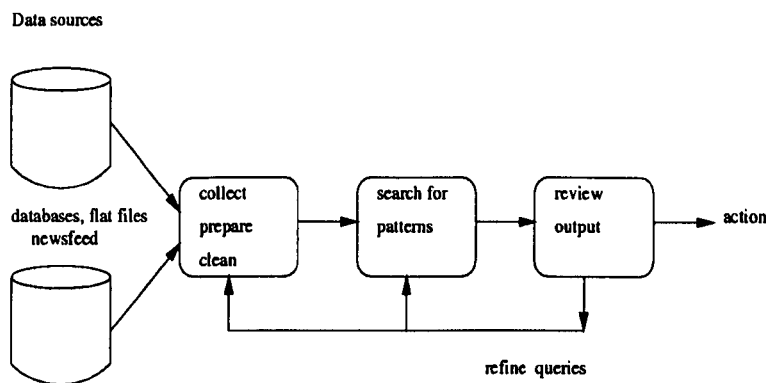 Data sources
databases, flat files
newsfeed
collect
prepare
clean
search for
patterns
review
output
action
refine queries